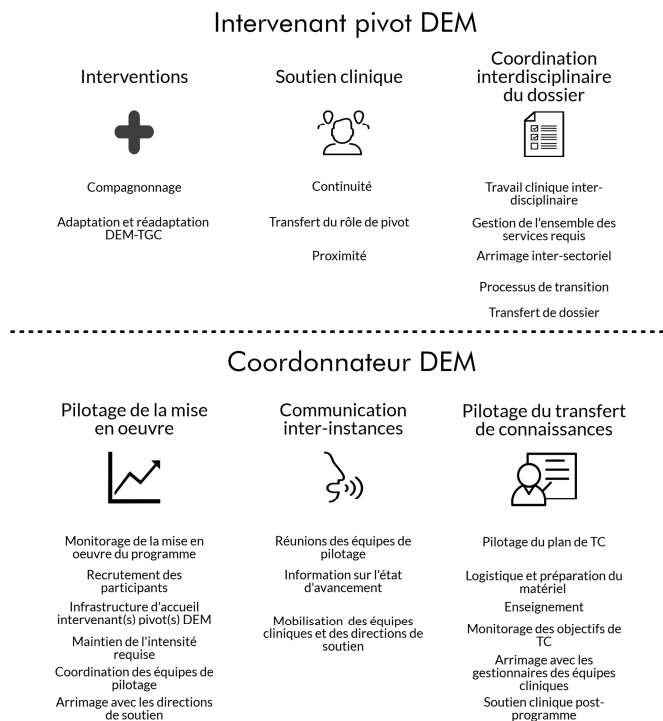 Intervenant pivot DEM
Interventions
Compagnonnage
Adaptation et réadaptation
DEM-TGC
Soutien clinique
Continuité
Transfert du rôle de pivot
Proximité
Coordination
interdisciplinaire
du dossier
Travail clinique inter-
disciplinaire
Gestion de l'ensemble des
services requis
Arrimage inter-sectoriel
Processus de transition
Transfert de dossier
Coordonnateur DEM
Pilotage de la mise
en oeuvre
Monitorage de la mise en
oeuvre du programme
Recrutement des
participants
Infrastructure d'accueil
intervenant(s) pivot(s) DEM
Maintien de l'intensité
requise
Coordination des équipes de
pilotage
Arrimage avec les directions
de soutien
Communication
inter-instances
Réunions des équipes de
pilotage
Information sur l'état
d'avancement
Mobilisation des équipes
cliniques et des directions de
soutien
Pilotage du transfert
de connaissances
Pilotage du plan de TC
Logistique et préparation du
matériel
Enseignement
Monitorage des objectifs de
TC
Arrimage avec les
gestionnaires des équipes
cliniques
Soutien clinique post-
programme